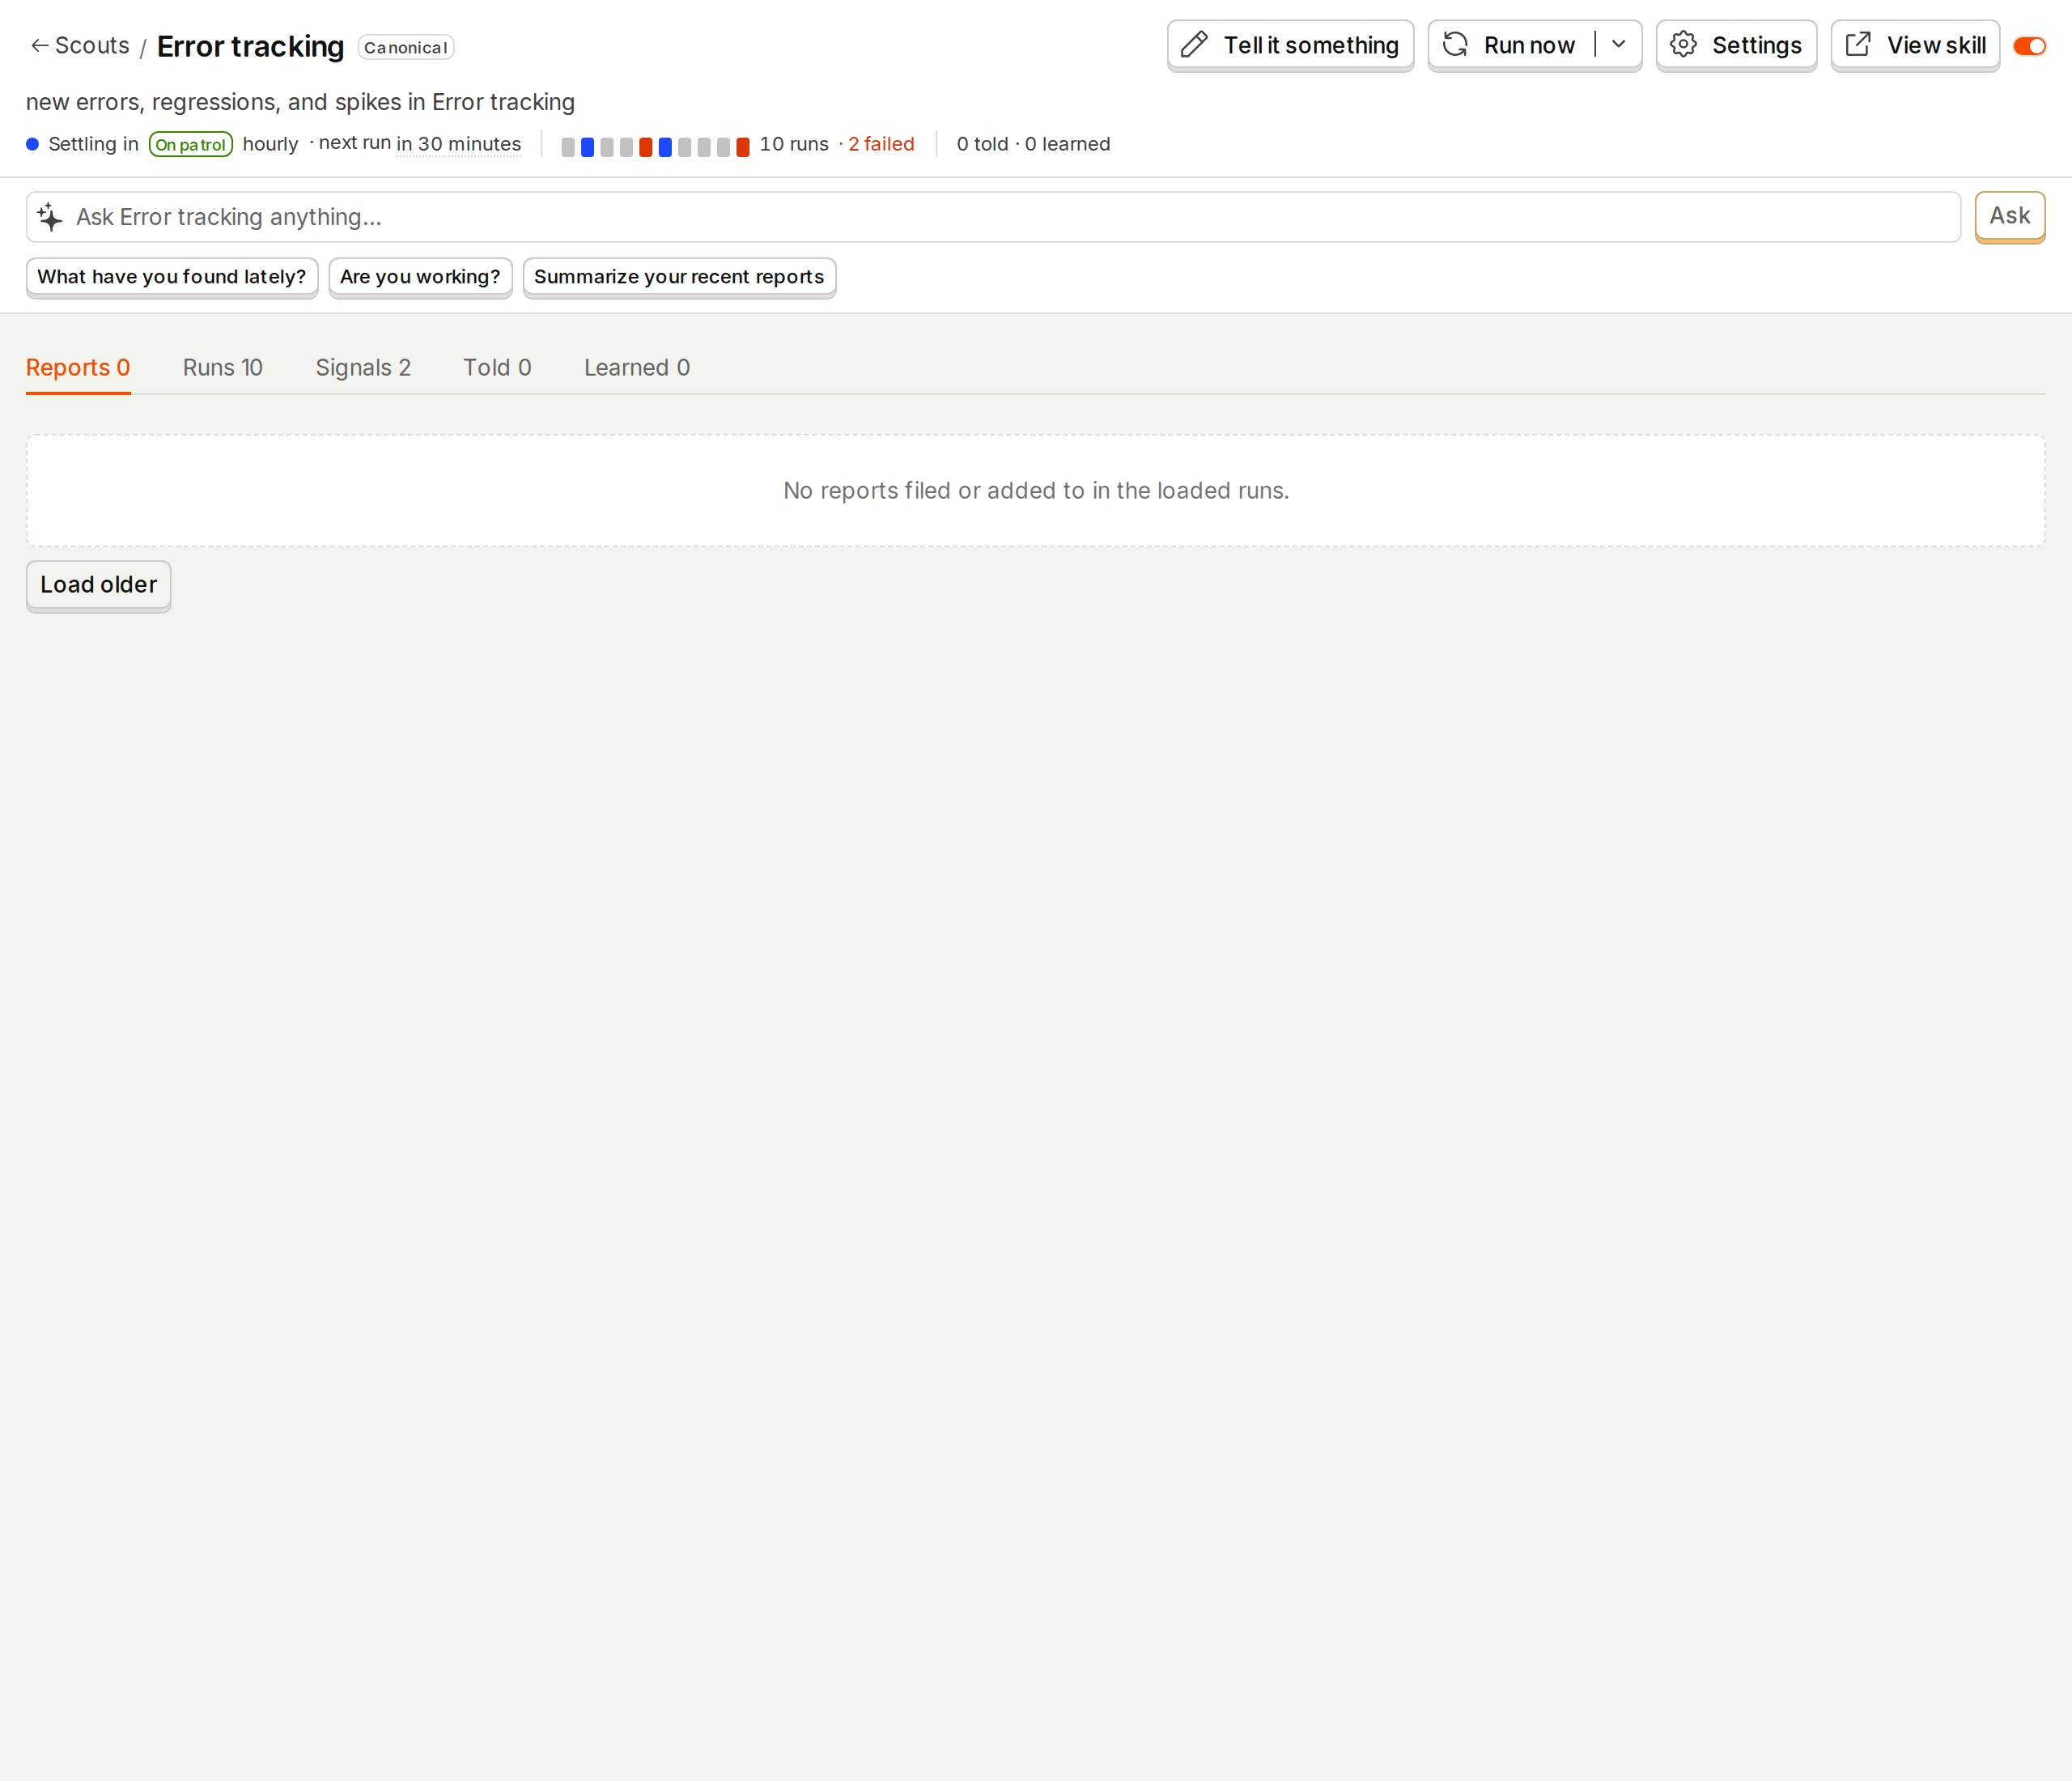 Scouts / Error tracking Canonical
Tell it something Run now Settings View skill
new errors, regressions, and spikes in Error tracking
Settling in On patrol hourly · next run in 30 minutes 10 runs · 2 failed 0 told · 0 learned
Ask Error tracking anything... Ask
What have you found lately? Are you working? Summarize your recent reports
Reports 0 Runs 10 Signals 2 Told 0 Learned 0
No reports filed or added to in the loaded runs.
Load older